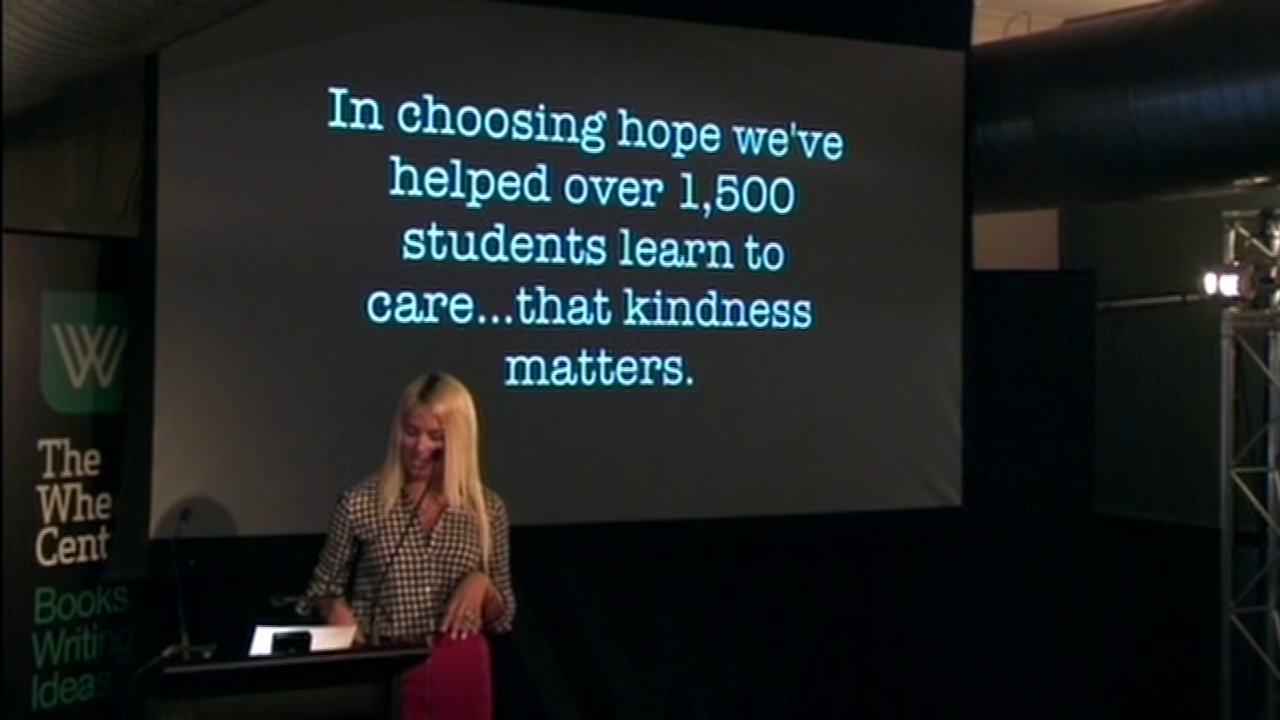 In choosing hope we've
helped over 1,500
students learn to
care...that kindness
matters.
W
The
Whe
Cent
Books
Writing
Ideas